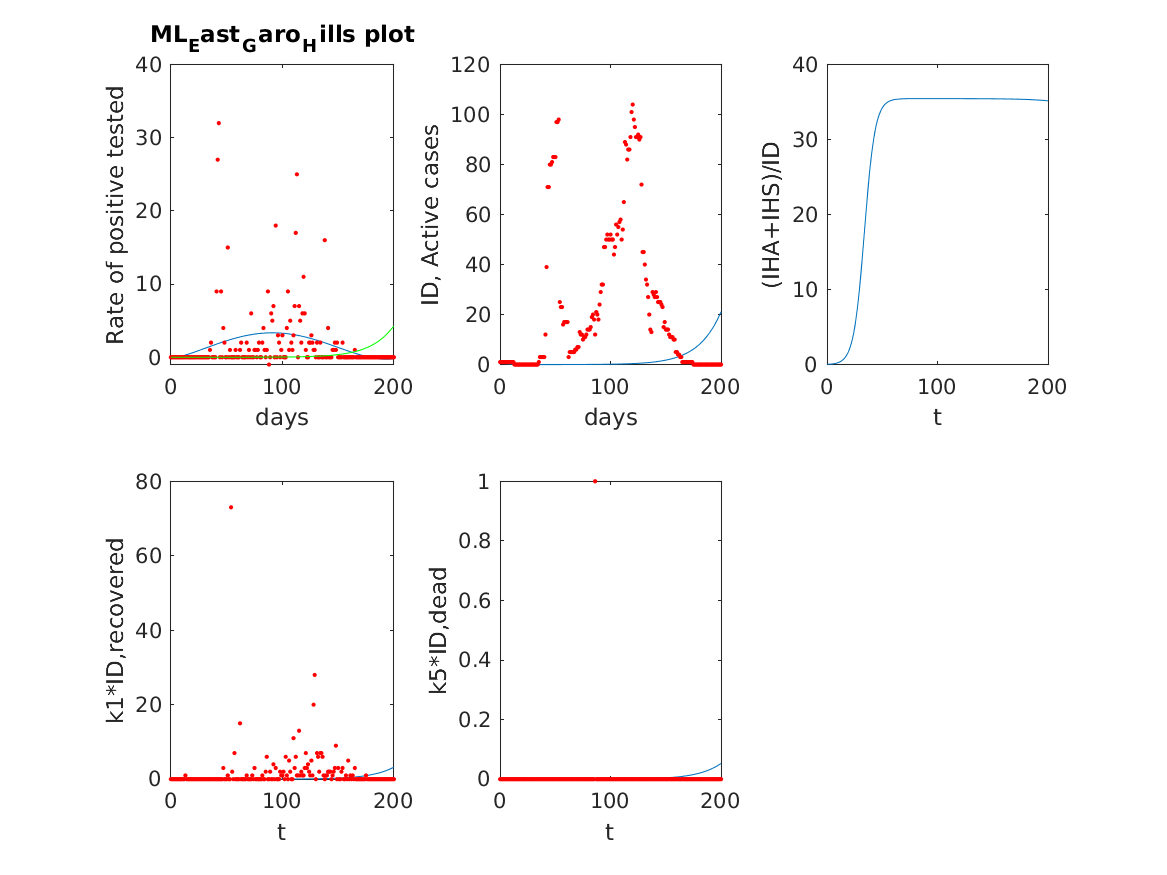 ML_East_Garo_Hills plot
40
30
20
10
0
Rate of positive tested
0 100 200
days
120
100
80
60
40
20
0
ID, Active cases
0 100 200
days
40
30
20
10
0
(IHA+IHS)/ID
0 100 200
t
80
60
40
20
0
k1*ID,recovered
0 100 200
t
1
0.8
0.6
0.4
0.2
0
k5*ID,dead
0 100 200
t